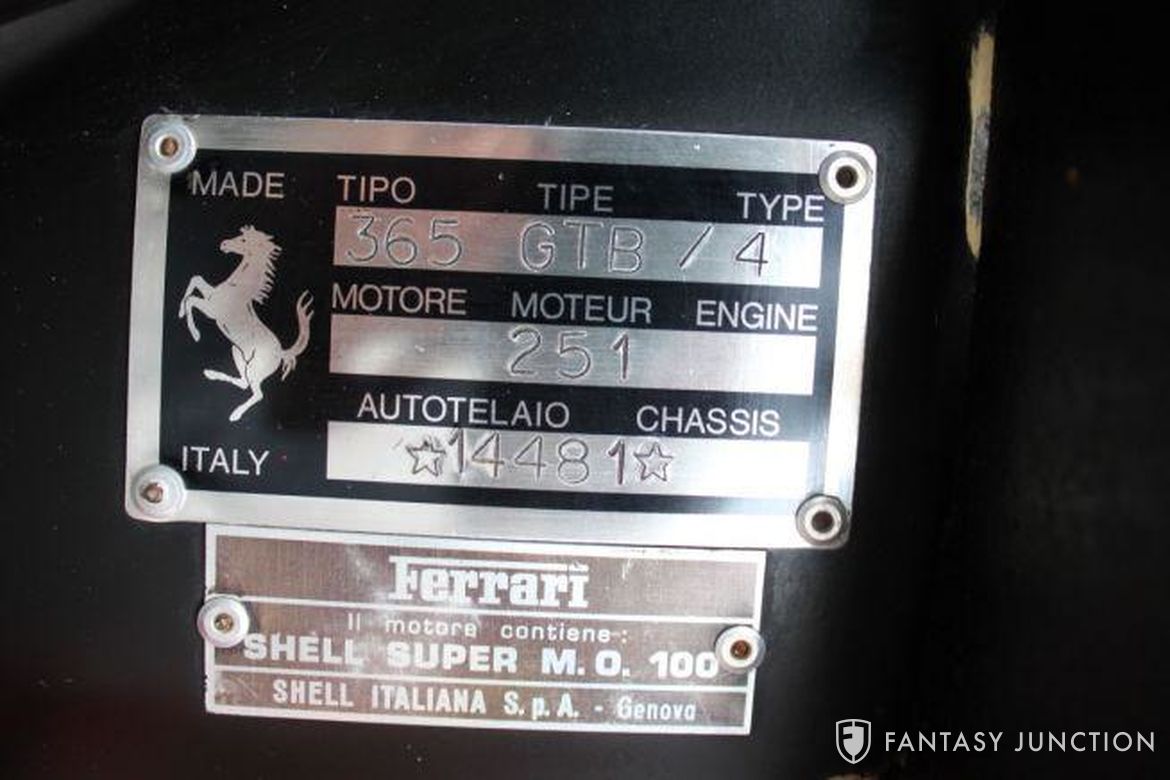 MADE TIPO TIPE TYPE
365 GTB / 4
MOTORE MOTEUR ENGINE
251
AUTOTELAIO CHASSIS
☆14481☆
ITALY
Ferrari
Il motore contiene:
SHELL SUPER M.O. 100
SHELL ITALIANA S.p.A. - Genova
FANTASY JUNCTION